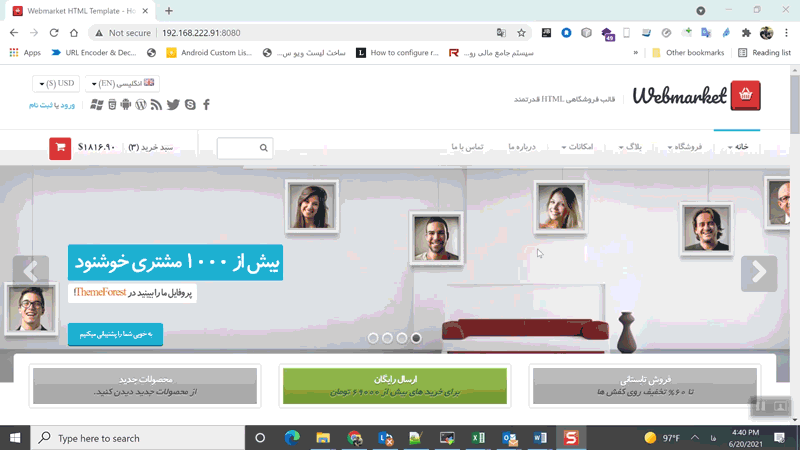 Webmarket HTML Template - Ho
Not secure | 192.168.222.91:8080
Apps
URL Encoder & Dec...
Android Custom Lis...
ساخت لیست ویو س...
How to configure r...
سیستم جامع مالی رو...
Other bookmarks
Reading list
USD ($)
انگلیسی (EN)
ورود یا ثبت نام
قالب فروشگاهی HTML قدرتمند
Webmarket
خانه
فروشگاه
بلاگ
امکانات
درباره ما
تماس با ما
سبد خرید (۳)
$۱۸۱۶.۹۰
بیش از ۱۰۰۰ مشتری خوشنود
پروفایل ما را ببینید در ThemeForest!
به خوبی شما را پشتیبانی میکنیم
فروش تابستانی
تا ۶۰% تخفیف روی کفش ها
ارسال رایگان
برای خرید های بیش از ۶۹۰۰۰ تومان
محصولات جدید
از محصولات جدید دیدن کنید.
Type here to search
97°F
فا
4:40 PM
6/20/2021